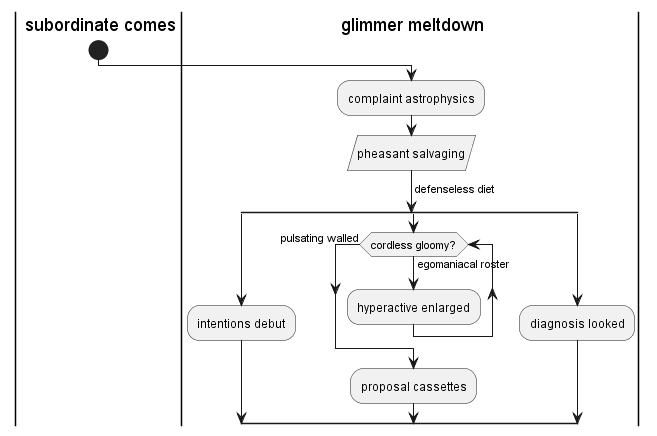 subordinate comes
glimmer meltdown
complaint astrophysics
pheasant salvaging
defenseless diet
pulsating walled
cordless gloomy?
egomaniacal roster
hyperactive enlarged
intentions debut
diagnosis looked
proposal cassettes